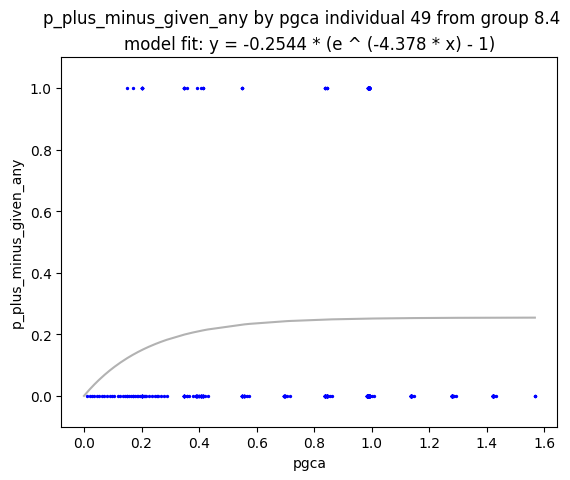 p_plus_minus_given_any by pgca individual 49 from group 8.4
model fit: y = -0.2544 * (e ^ (-4.378 * x) - 1)
1.0
0.8
0.6
0.4
0.2
0.0
p_plus_minus_given_any
0.0 0.2 0.4 0.6 0.8 1.0 1.2 1.4 1.6
pgca